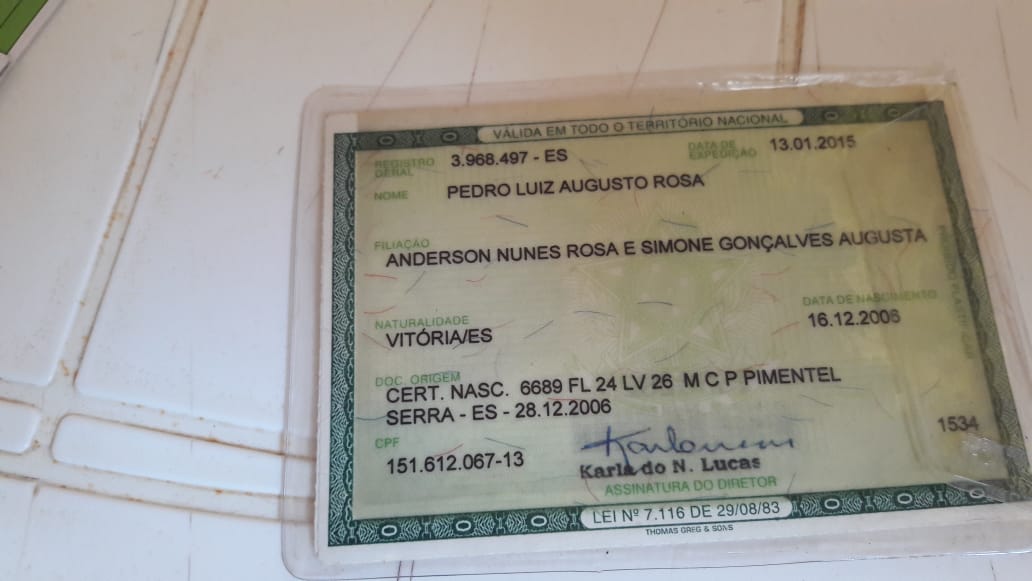 VÁLIDA EM TODO O TERRITÓRIO NACIONAL
REGISTRO GERAL 3.968.497 - ES DATA DE EXPEDIÇÃO 13.01.2015
NOME PEDRO LUIZ AUGUSTO ROSA
FILIAÇÃO
ANDERSON NUNES ROSA E SIMONE GONÇALVES AUGUSTA
NATURALIDADE DATA DE NASCIMENTO
VITÓRIA/ES 16.12.2006
DOC. ORIGEM
CERT. NASC. 6689 FL 24 LV 26 M C P PIMENTEL
SERRA - ES - 28.12.2006
CPF
151.612.067-13
1534
Karla do N. Lucas
ASSINATURA DO DIRETOR
LEI Nº 7.116 DE 29/08/83
THOMAS GREG & SONS